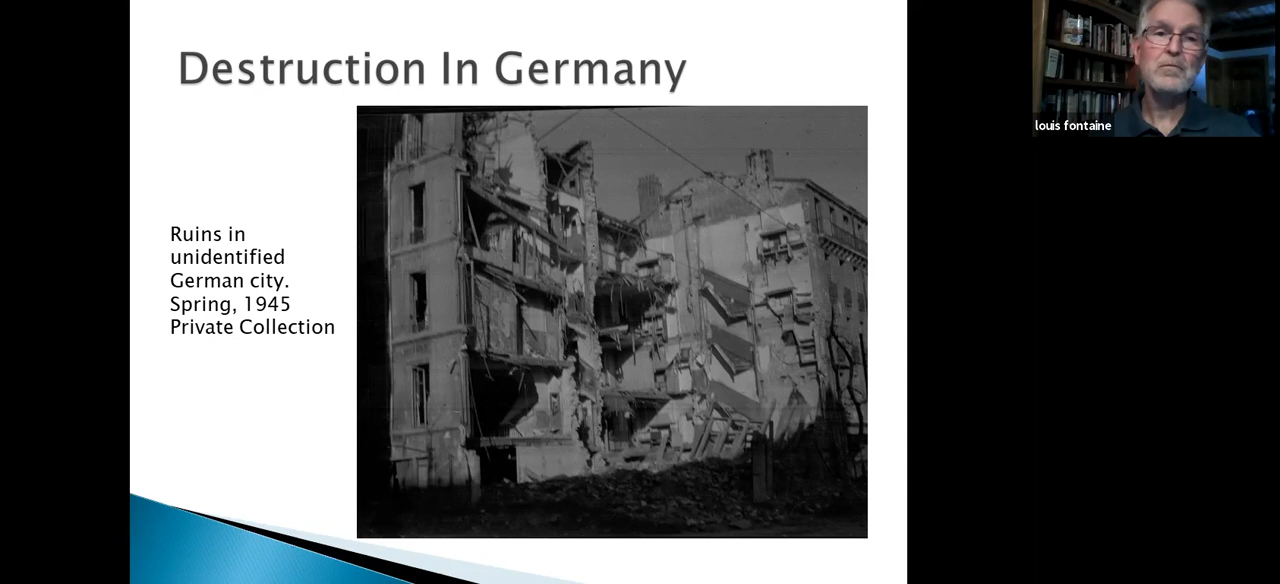 Destruction In Germany
Ruins in
unidentified
German city.
Spring, 1945
Private Collection
louis fontaine